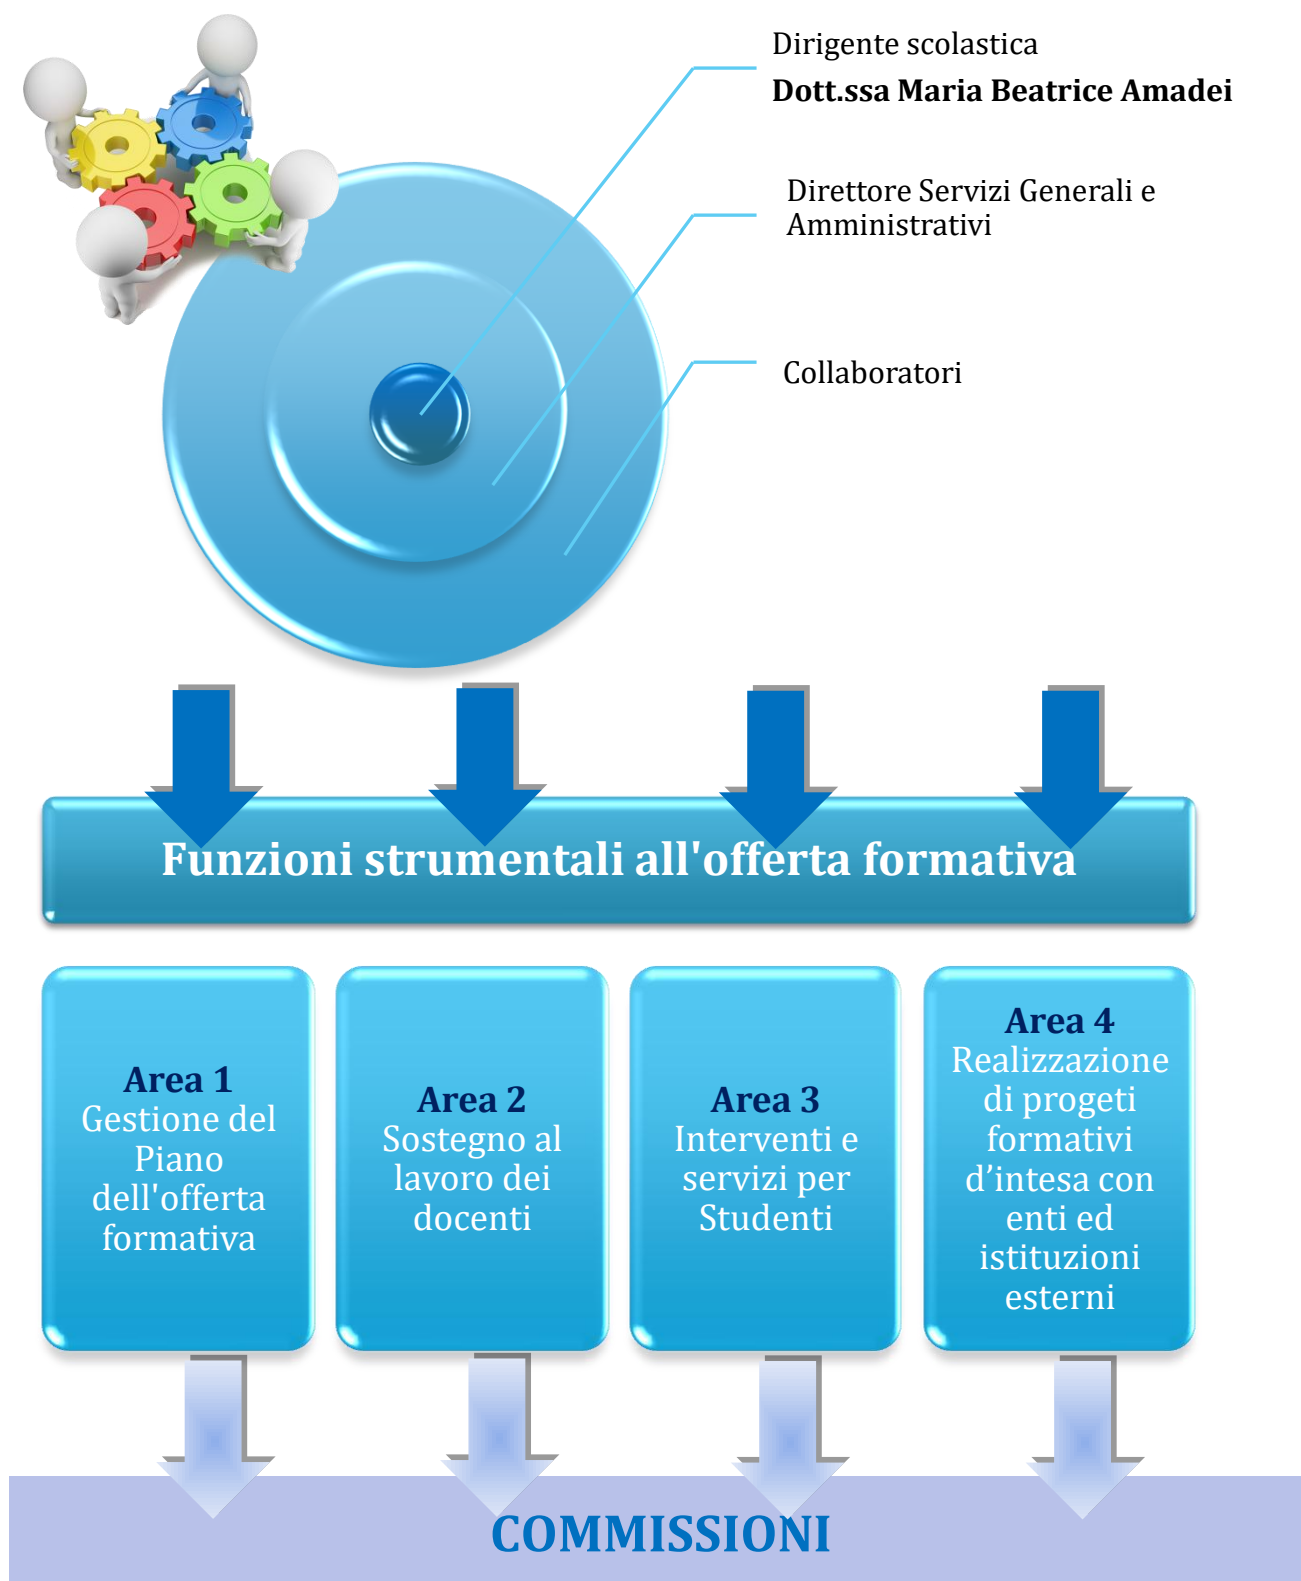 Dirigente scolastica
Dott.ssa Maria Beatrice Amadei
Direttore Servizi Generali e
Amministrativi
Collaboratori
Funzioni strumentali all'offerta formativa
Area 1
Gestione del
Piano
dell'offerta
formativa
Area 2
Sostegno al
lavoro dei
docenti
Area 3
Interventi e
servizi per
Studenti
Area 4
Realizzazione
di progeti
formativi
d’intesa con
enti ed
istituzioni
esterni
COMMISSIONI